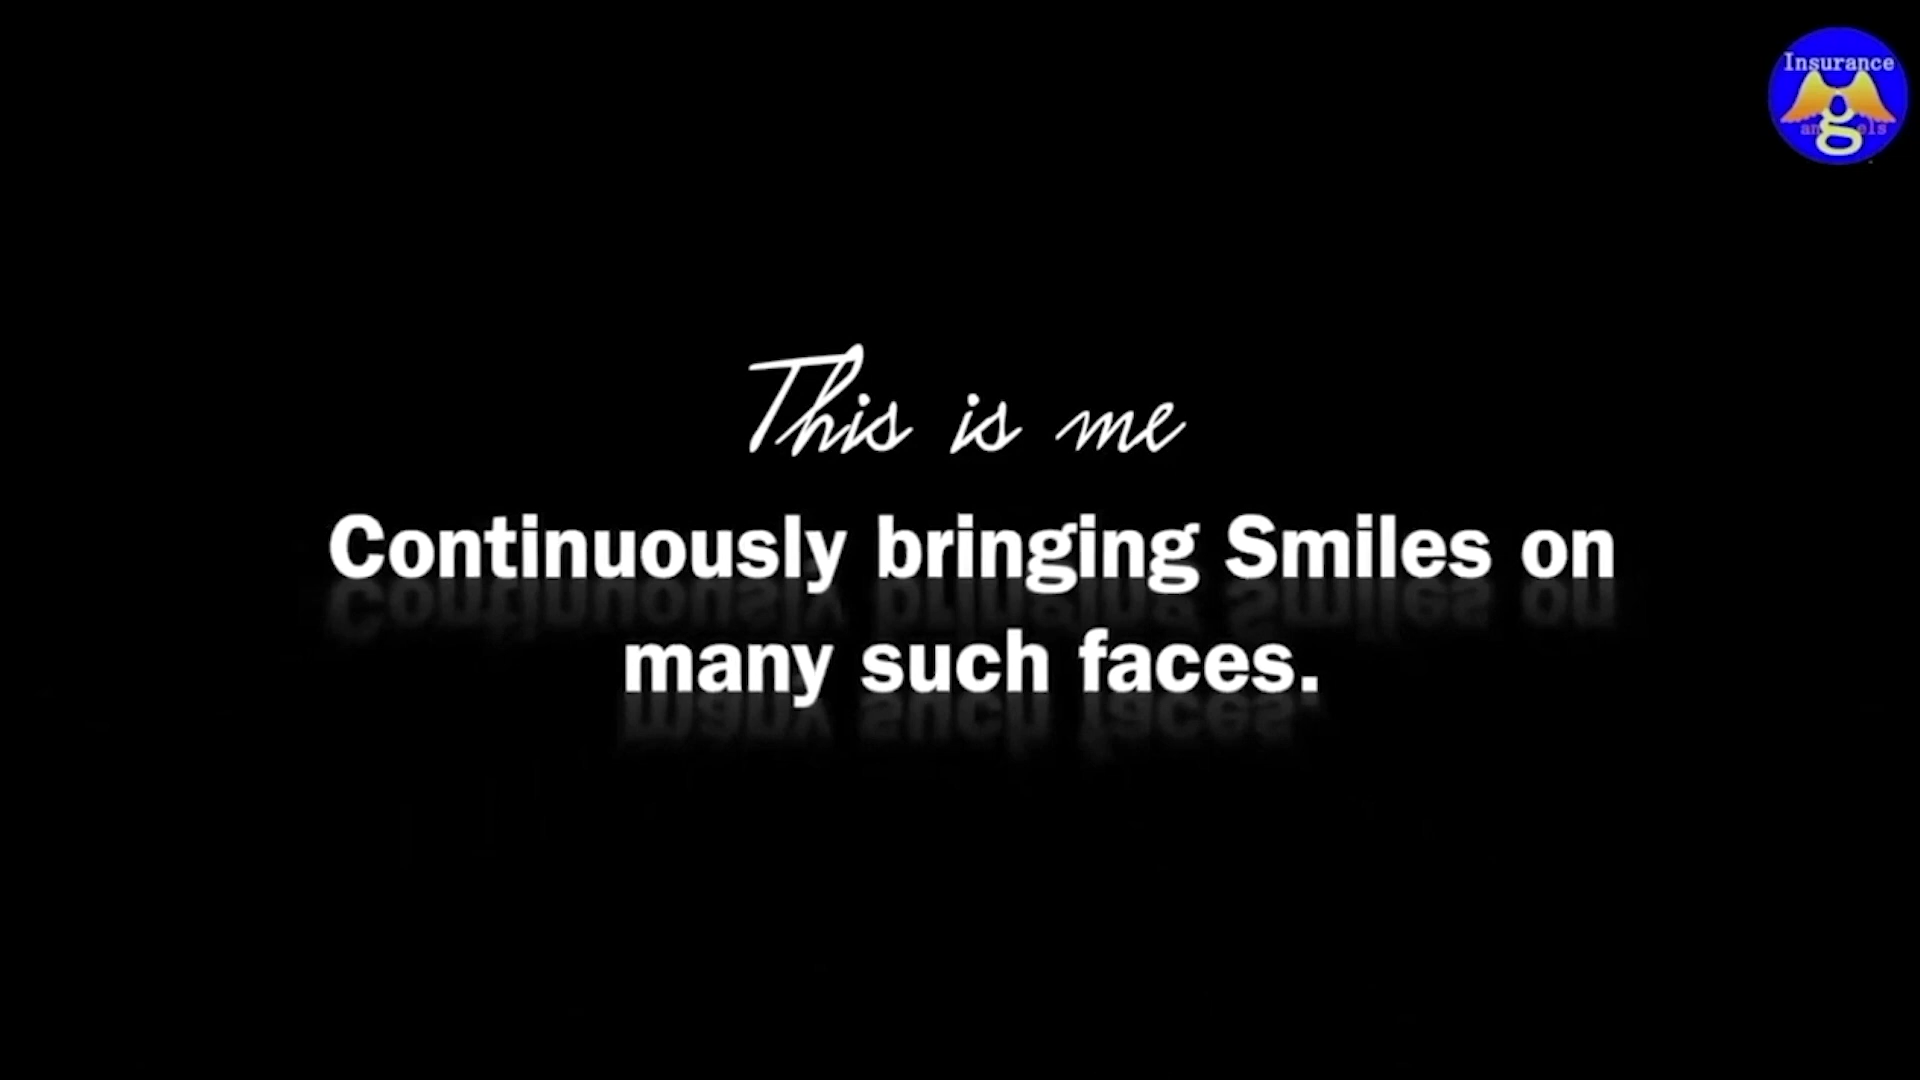 Insurance
angels
This is me
Continuously bringing Smiles on
many such faces.